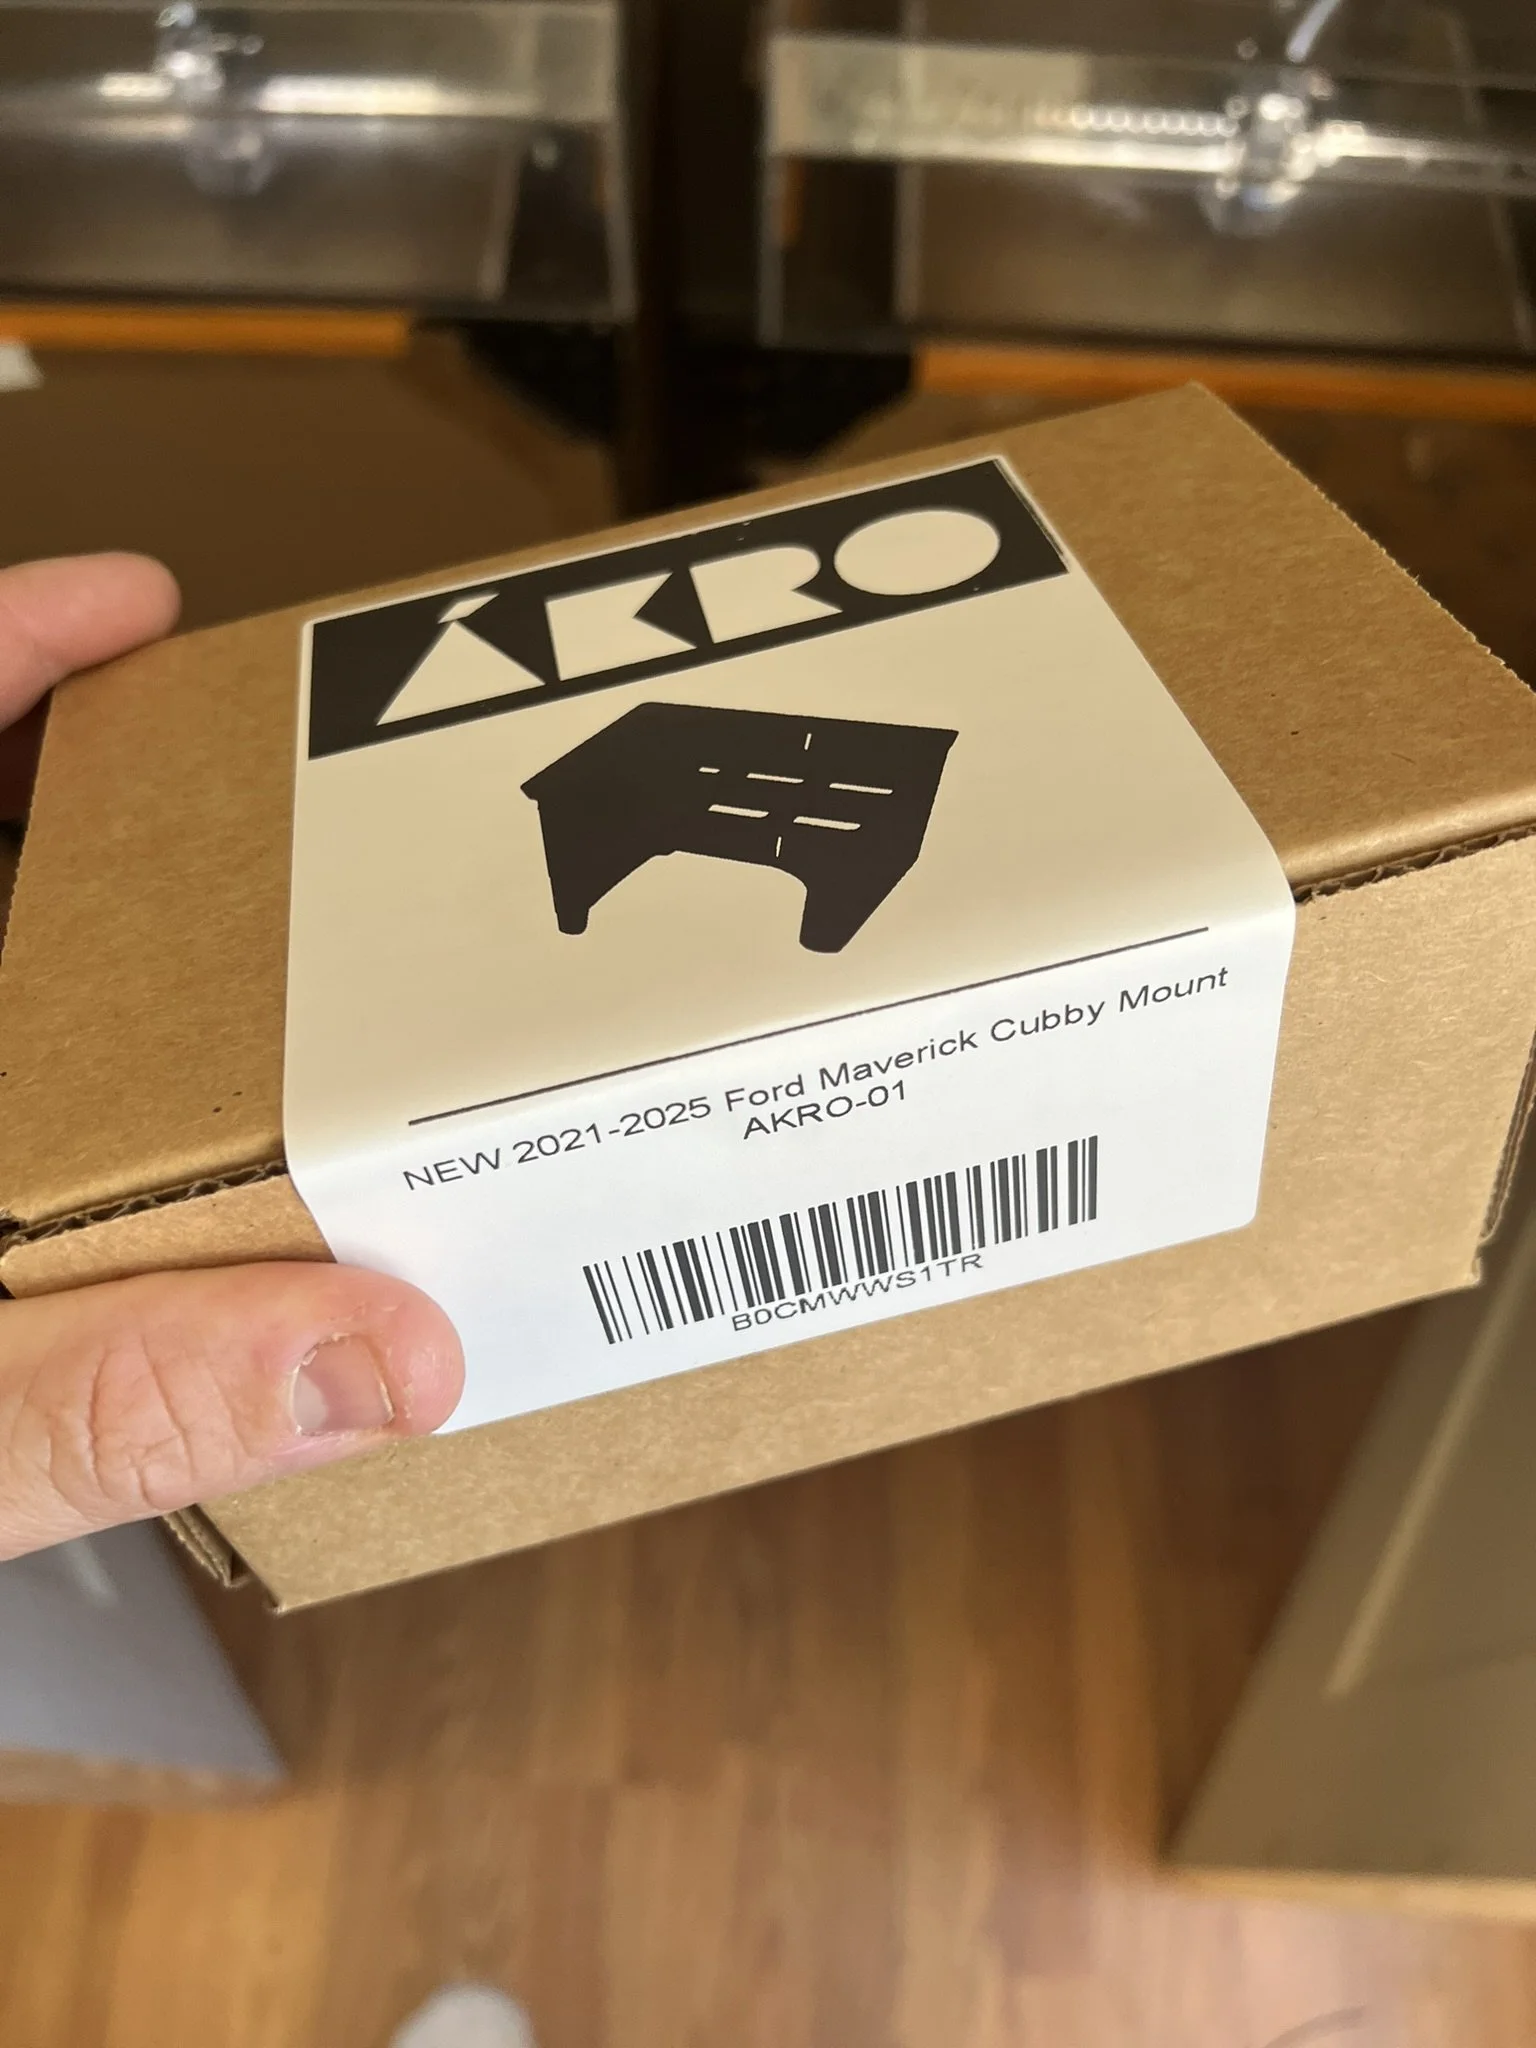 ÁKRO
NEW 2021-2025 Ford Maverick Cubby Mount
AKRO-01
B0CMWWS1TR